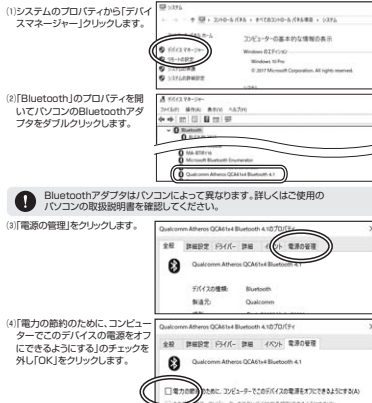 (1)システムのプロパティから「デバイ
スマネージャー」クリックします。
システム
コントロール パネル › すべてのコントロール パネル項目 › システム
コントロール パネル ホーム
コンピューターの基本的な情報の表示
デバイス マネージャー
Windows のエディション
リモートの設定
Windows 10 Pro
システムの保護
© 2017 Microsoft Corporation. All rights reserved.
システムの詳細設定
(2)「Bluetooth」のプロパティを開
いてパソコンのBluetoothアダ
プタをダブルクリックします。
デバイス マネージャー
ファイル(F) 操作(A) 表示(V) ヘルプ(H)
Bluetooth
Microsoft Bluetooth Enumerator
Qualcomm Atheros QCA61x4 Bluetooth 4.1
Bluetoothアダプタはパソコンによって異なります。詳しくはご使用の
パソコンの取扱説明書を確認してください。
(3)「電源の管理」をクリックします。
Qualcomm Atheros QCA61x4 Bluetooth 4.1のプロパティ
全般 詳細設定 ドライバー 詳細 イベント 電源の管理
Qualcomm Atheros QCA61x4 Bluetooth 4.1
デバイスの種類: Bluetooth
製造元: Qualcomm
(4)「電力の節約のために、コンピュー
ターでこのデバイスの電源をオフ
にできるようにする」のチェックを
外し「OK」をクリックします。
Qualcomm Atheros QCA61x4 Bluetooth 4.1のプロパティ
全般 詳細設定 ドライバー 詳細 イベント 電源の管理
Qualcomm Atheros QCA61x4 Bluetooth 4.1
電力の節約のために、コンピューターでこのデバイスの電源をオフにできるようにする(A)